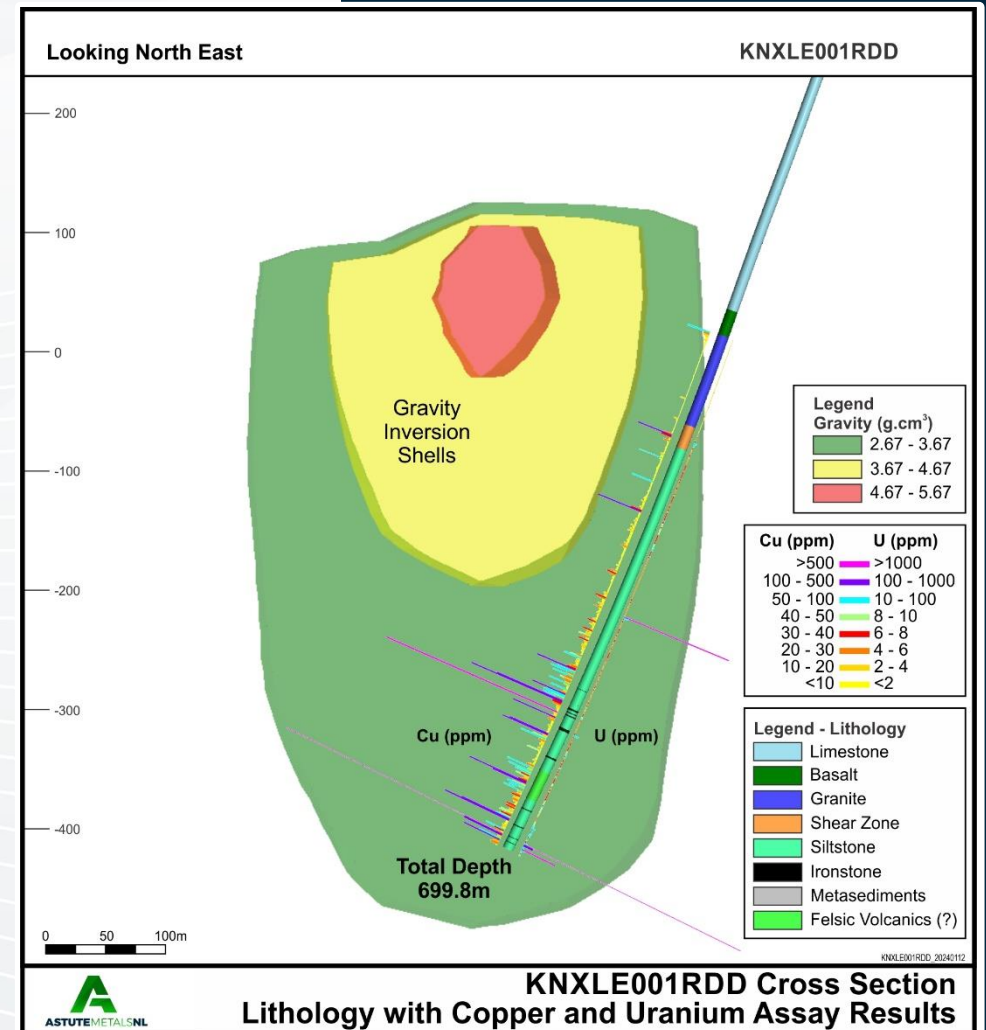 Looking North East
KNXLE001RDD
200
100
0
-100
-200
-300
-400
Gravity
Inversion
Shells
Cu (ppm)
U (ppm)
Total Depth
699.8m
Legend
Gravity (g.cm³)
2.67 - 3.67
3.67 - 4.67
4.67 - 5.67
Cu (ppm) U (ppm)
>500 >1000
100 - 500 100 - 1000
50 - 100 10 - 100
40 - 50 8 - 10
30 - 40 6 - 8
20 - 30 4 - 6
10 - 20 2 - 4
<10 <2
Legend - Lithology
Limestone
Basalt
Granite
Shear Zone
Siltstone
Ironstone
Metasediments
Felsic Volcanics (?)
0 50 100m
KNXLE001RDD_20240112
ASTUTEMETALSNL
KNXLE001RDD Cross Section
Lithology with Copper and Uranium Assay Results